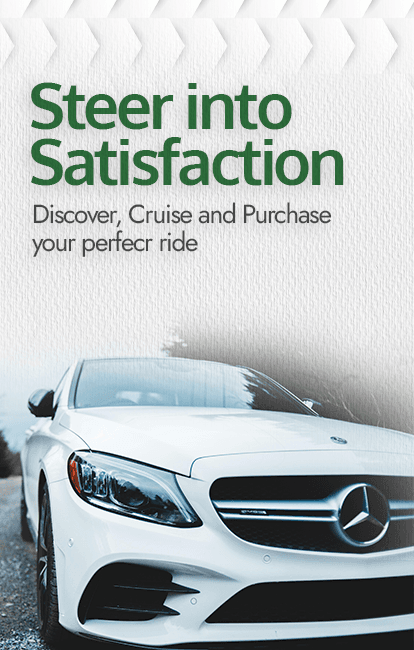 Steer into
Satisfaction
Discover, Cruise and Purchase
your perfecr ride